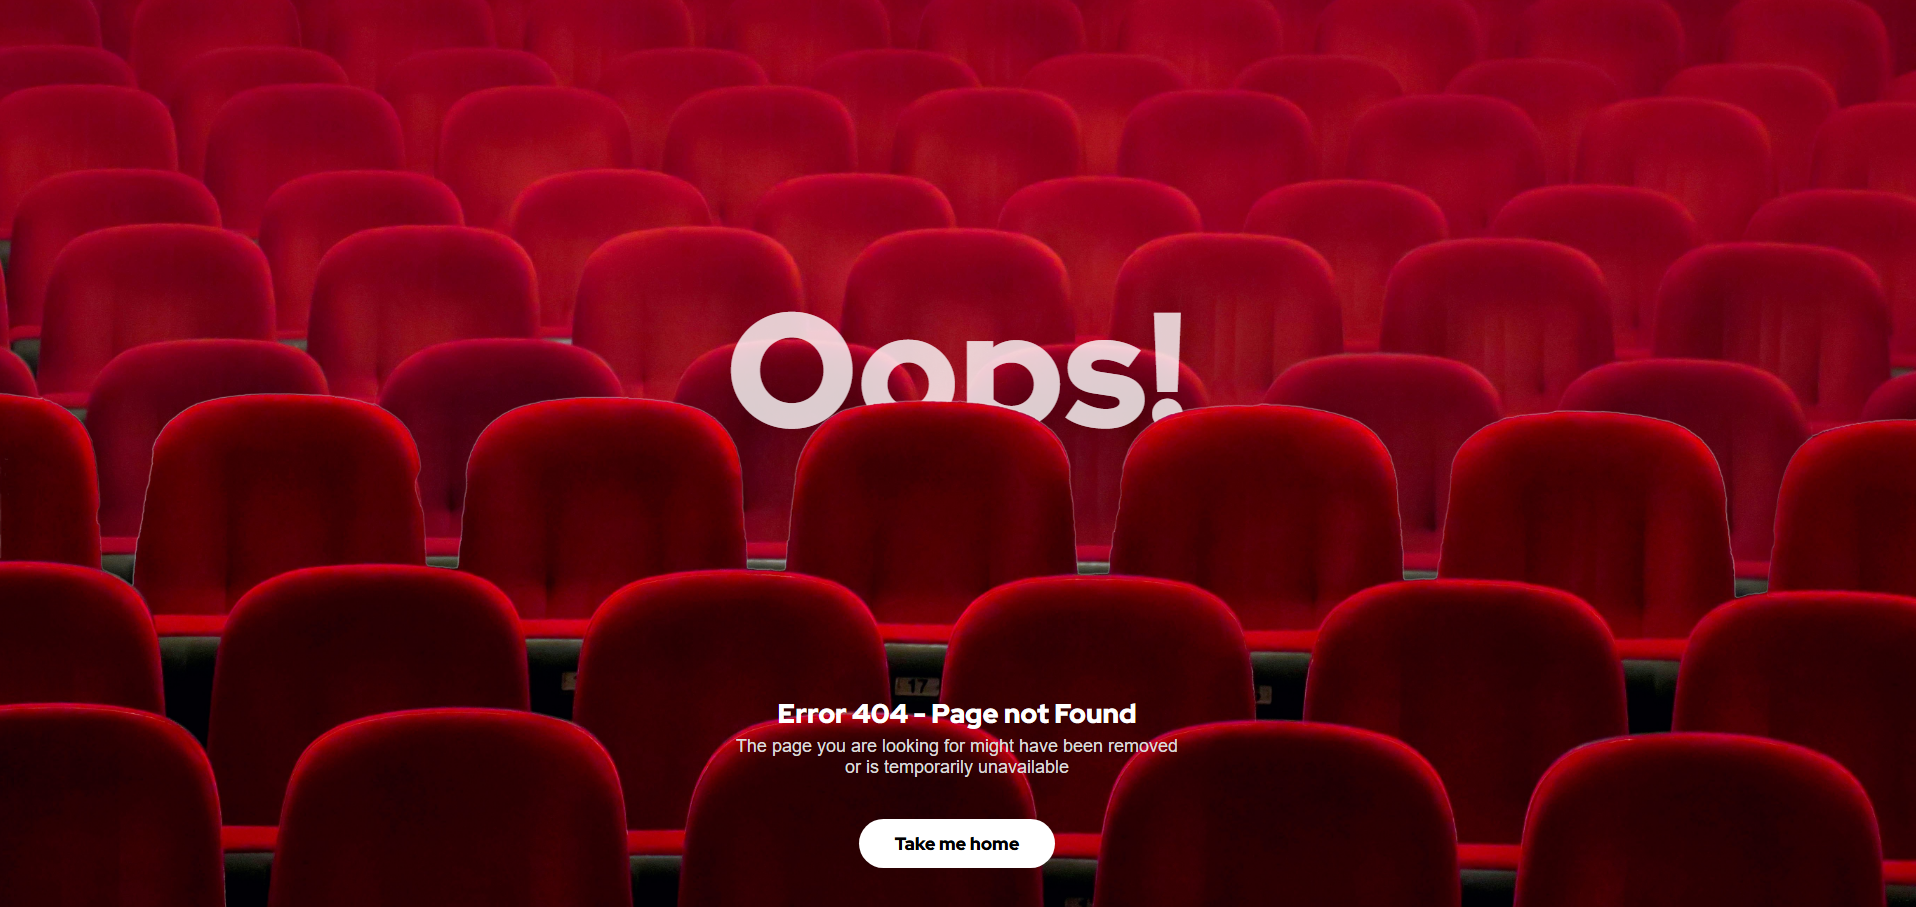 Oops!
17
Error 404 - Page not Found
The page you are looking for might have been removed
or is temporarily unavailable
Take me home